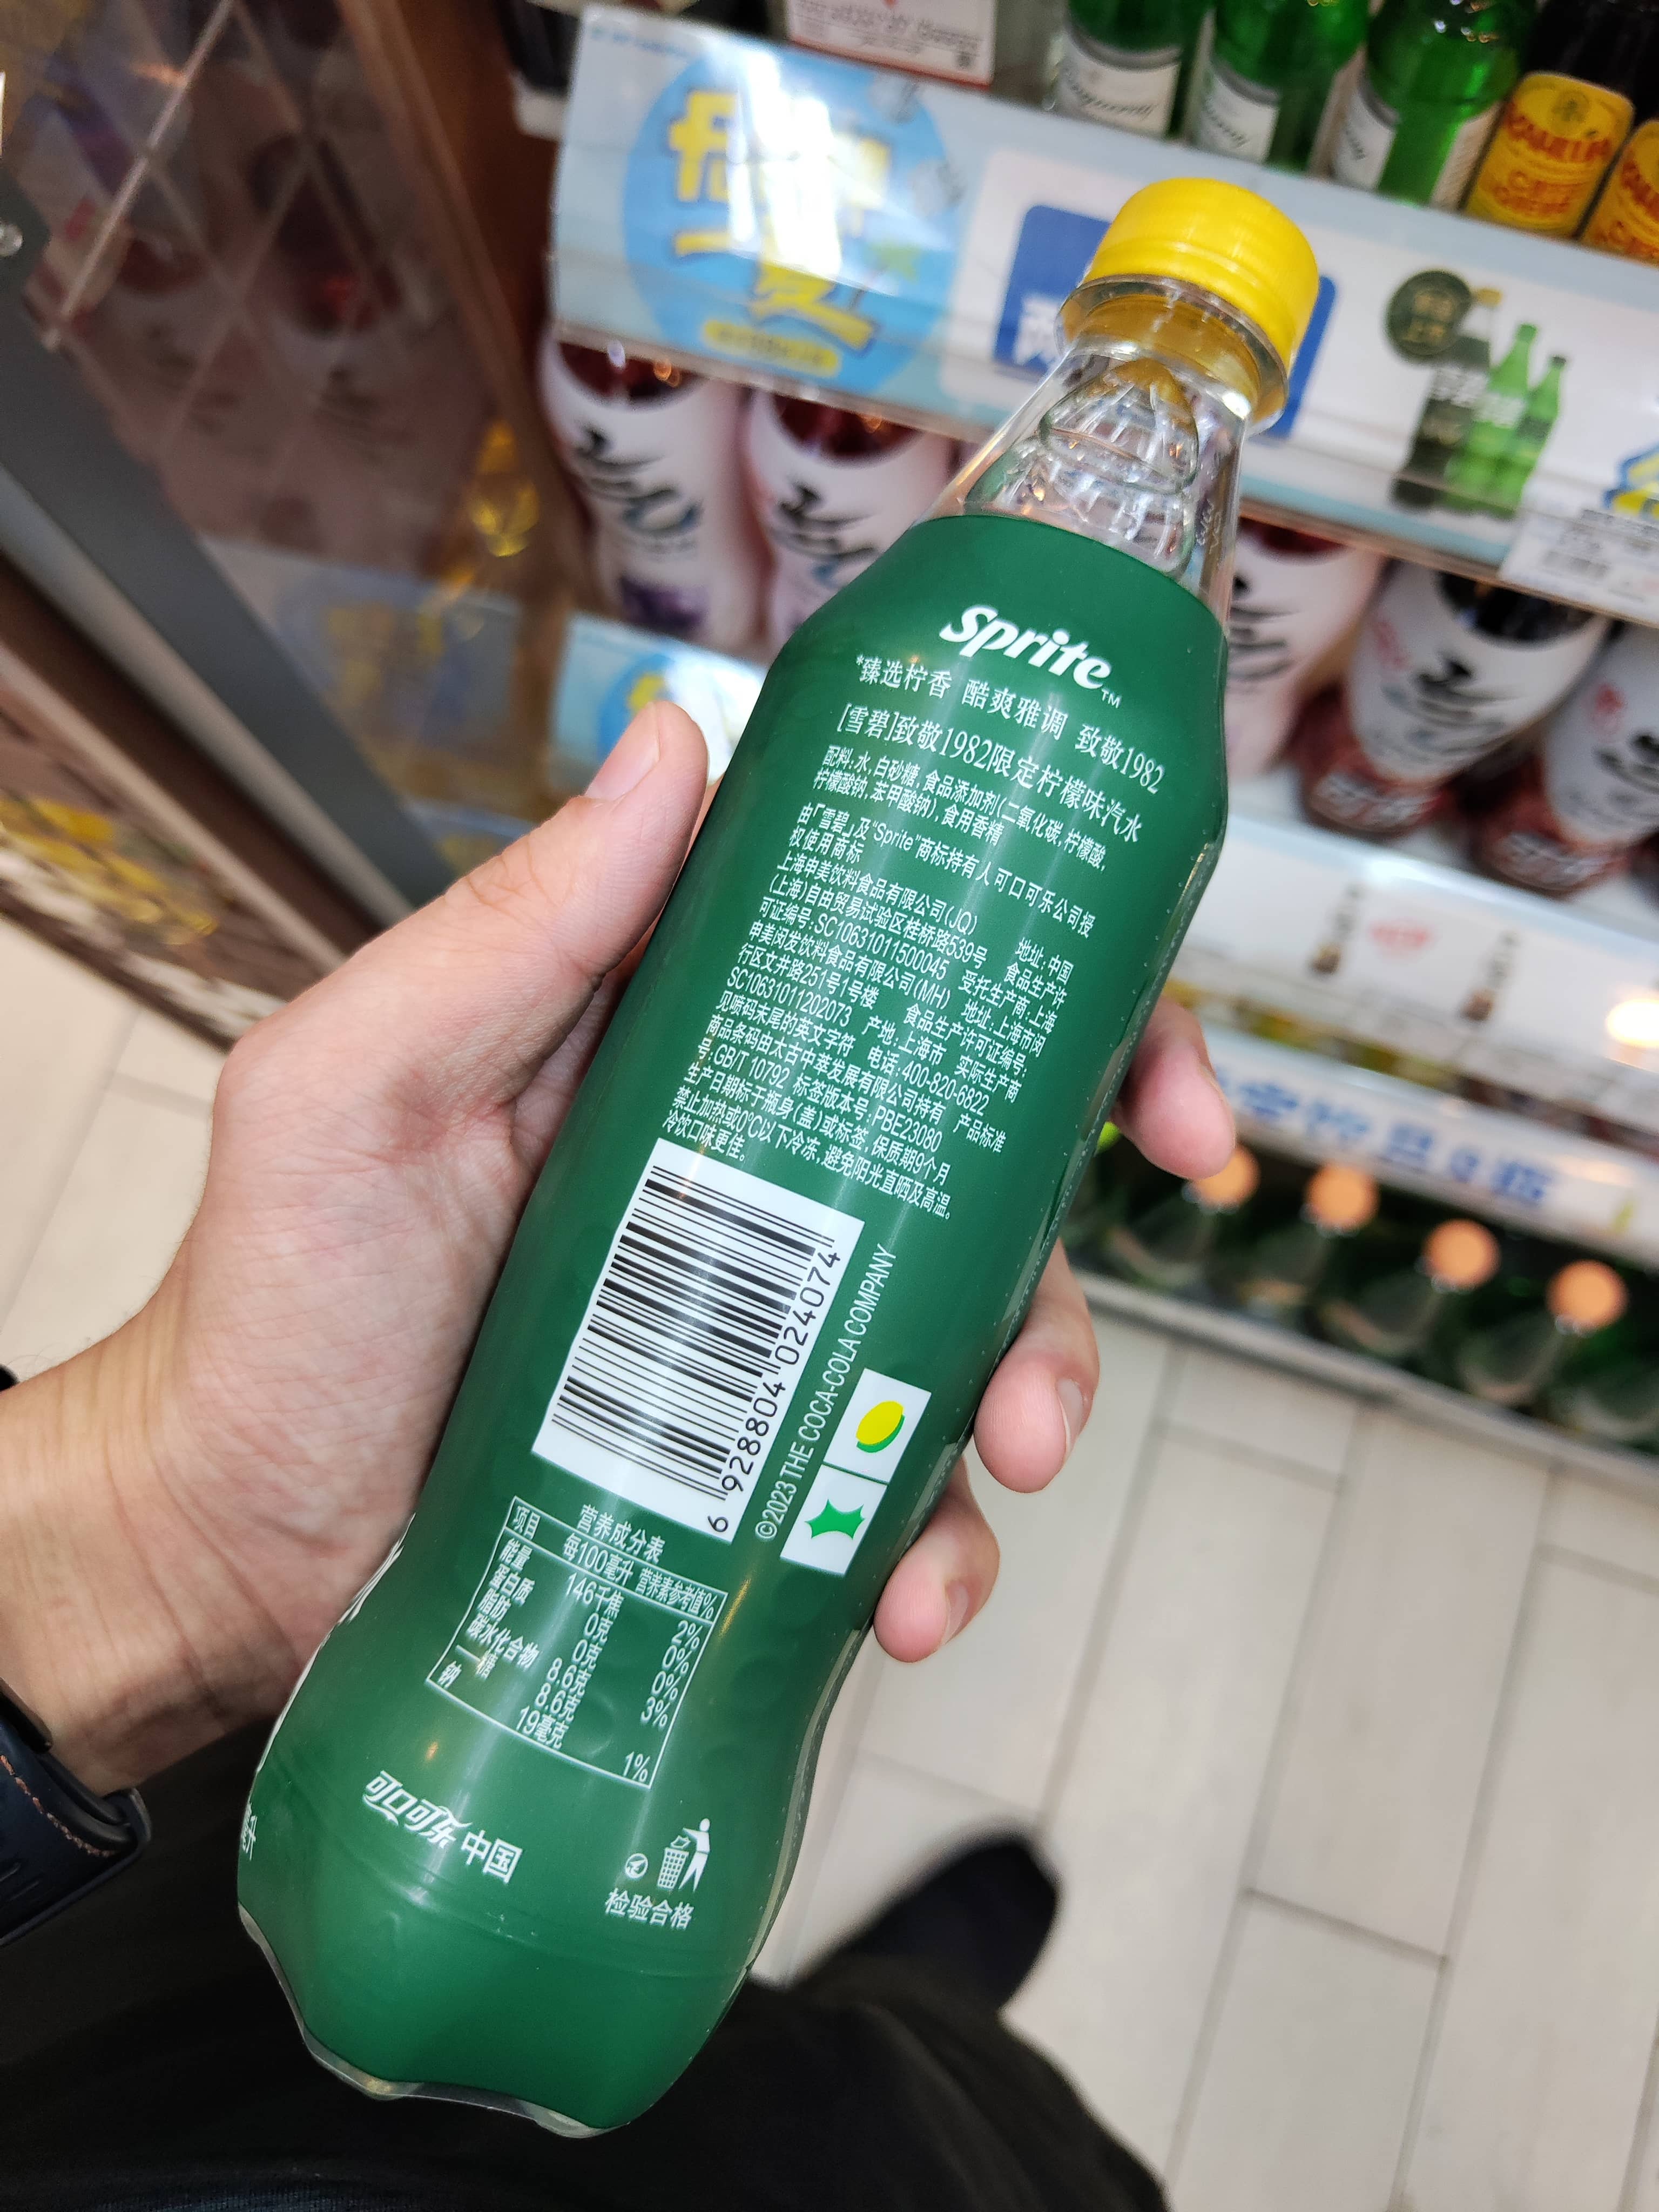 Sprite™
*臻选柠香 酷爽雅调 致敬1982
[雪碧]致敬1982限定柠檬味汽水
配料:水,白砂糖,食品添加剂(二氧化碳,柠檬酸,
柠檬酸钠,苯甲酸钠),食用香精
由「雪碧」及"Sprite"商标持有人可口可乐公司授
权使用商标
上海申美饮料食品有限公司(JQ) 地址:中国
(上海)自由贸易试验区桂桥路539号 食品生产许
可证编号:SC10631011500045 受托生产商:上海
申美闵发饮料食品有限公司(MH) 地址:上海市闵
行区文井路251号1号楼 食品生产许可证编号:
SC10631011202073 产地:上海市 实际生产商
见喷码末尾的英文字符 电话:400-820-6822
商品条码由太古中萃发展有限公司持有 产品标准
号:GB/T 10792 标签版本号:PBE23080
生产日期标于瓶身(盖)或标签,保质期9个月
禁止加热或0°C以下冷冻,避免阳光直晒及高温。
冷饮口味更佳。
6 928804 024074
©2023 THE COCA-COLA COMPANY
营养成分表
项目 每100毫升 营养素参考值%
能量 146千焦 2%
蛋白质 0克 0%
脂肪 0克 0%
碳水化合物 8.6克 3%
—糖 8.6克
钠 19毫克 1%
可口可乐 中国
检验合格